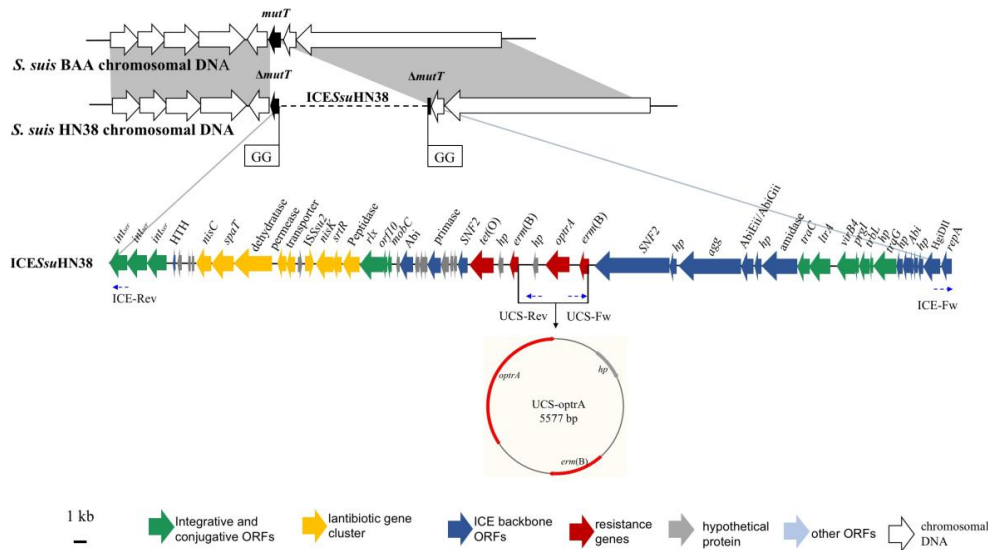 mutT
S. suis BAA chromosomal DNA
ΔmutT
ΔmutT
ICESsuHN38
S. suis HN38 chromosomal DNA
GG
GG
int
int
int
HTH
nisC
spaT
dehydratase
permease
transporter
ISSsu2
nisK
srtR
Peptidase
rlx
orf10
mobC
Abi
primase
SNF2
tet(O)
hp
erm(B)
hp
optrA
erm(B)
SNF2
hp
agg
AbiEii/AbiGii
hp
amidase
traC
ltrA
virB4
prgI
hp
traG
hp
Abi
hp
HgiDII
repA
ICESsuHN38
ICE-Rev
UCS-Rev
UCS-Fw
ICE-Fw
optrA
hp
UCS-optrA
5577 bp
erm(B)
1 kb
Integrative and
conjugative ORFs
lantibiotic gene
cluster
ICE backbone
ORFs
resistance
genes
hypothetical
protein
other ORFs
chromosomal
DNA